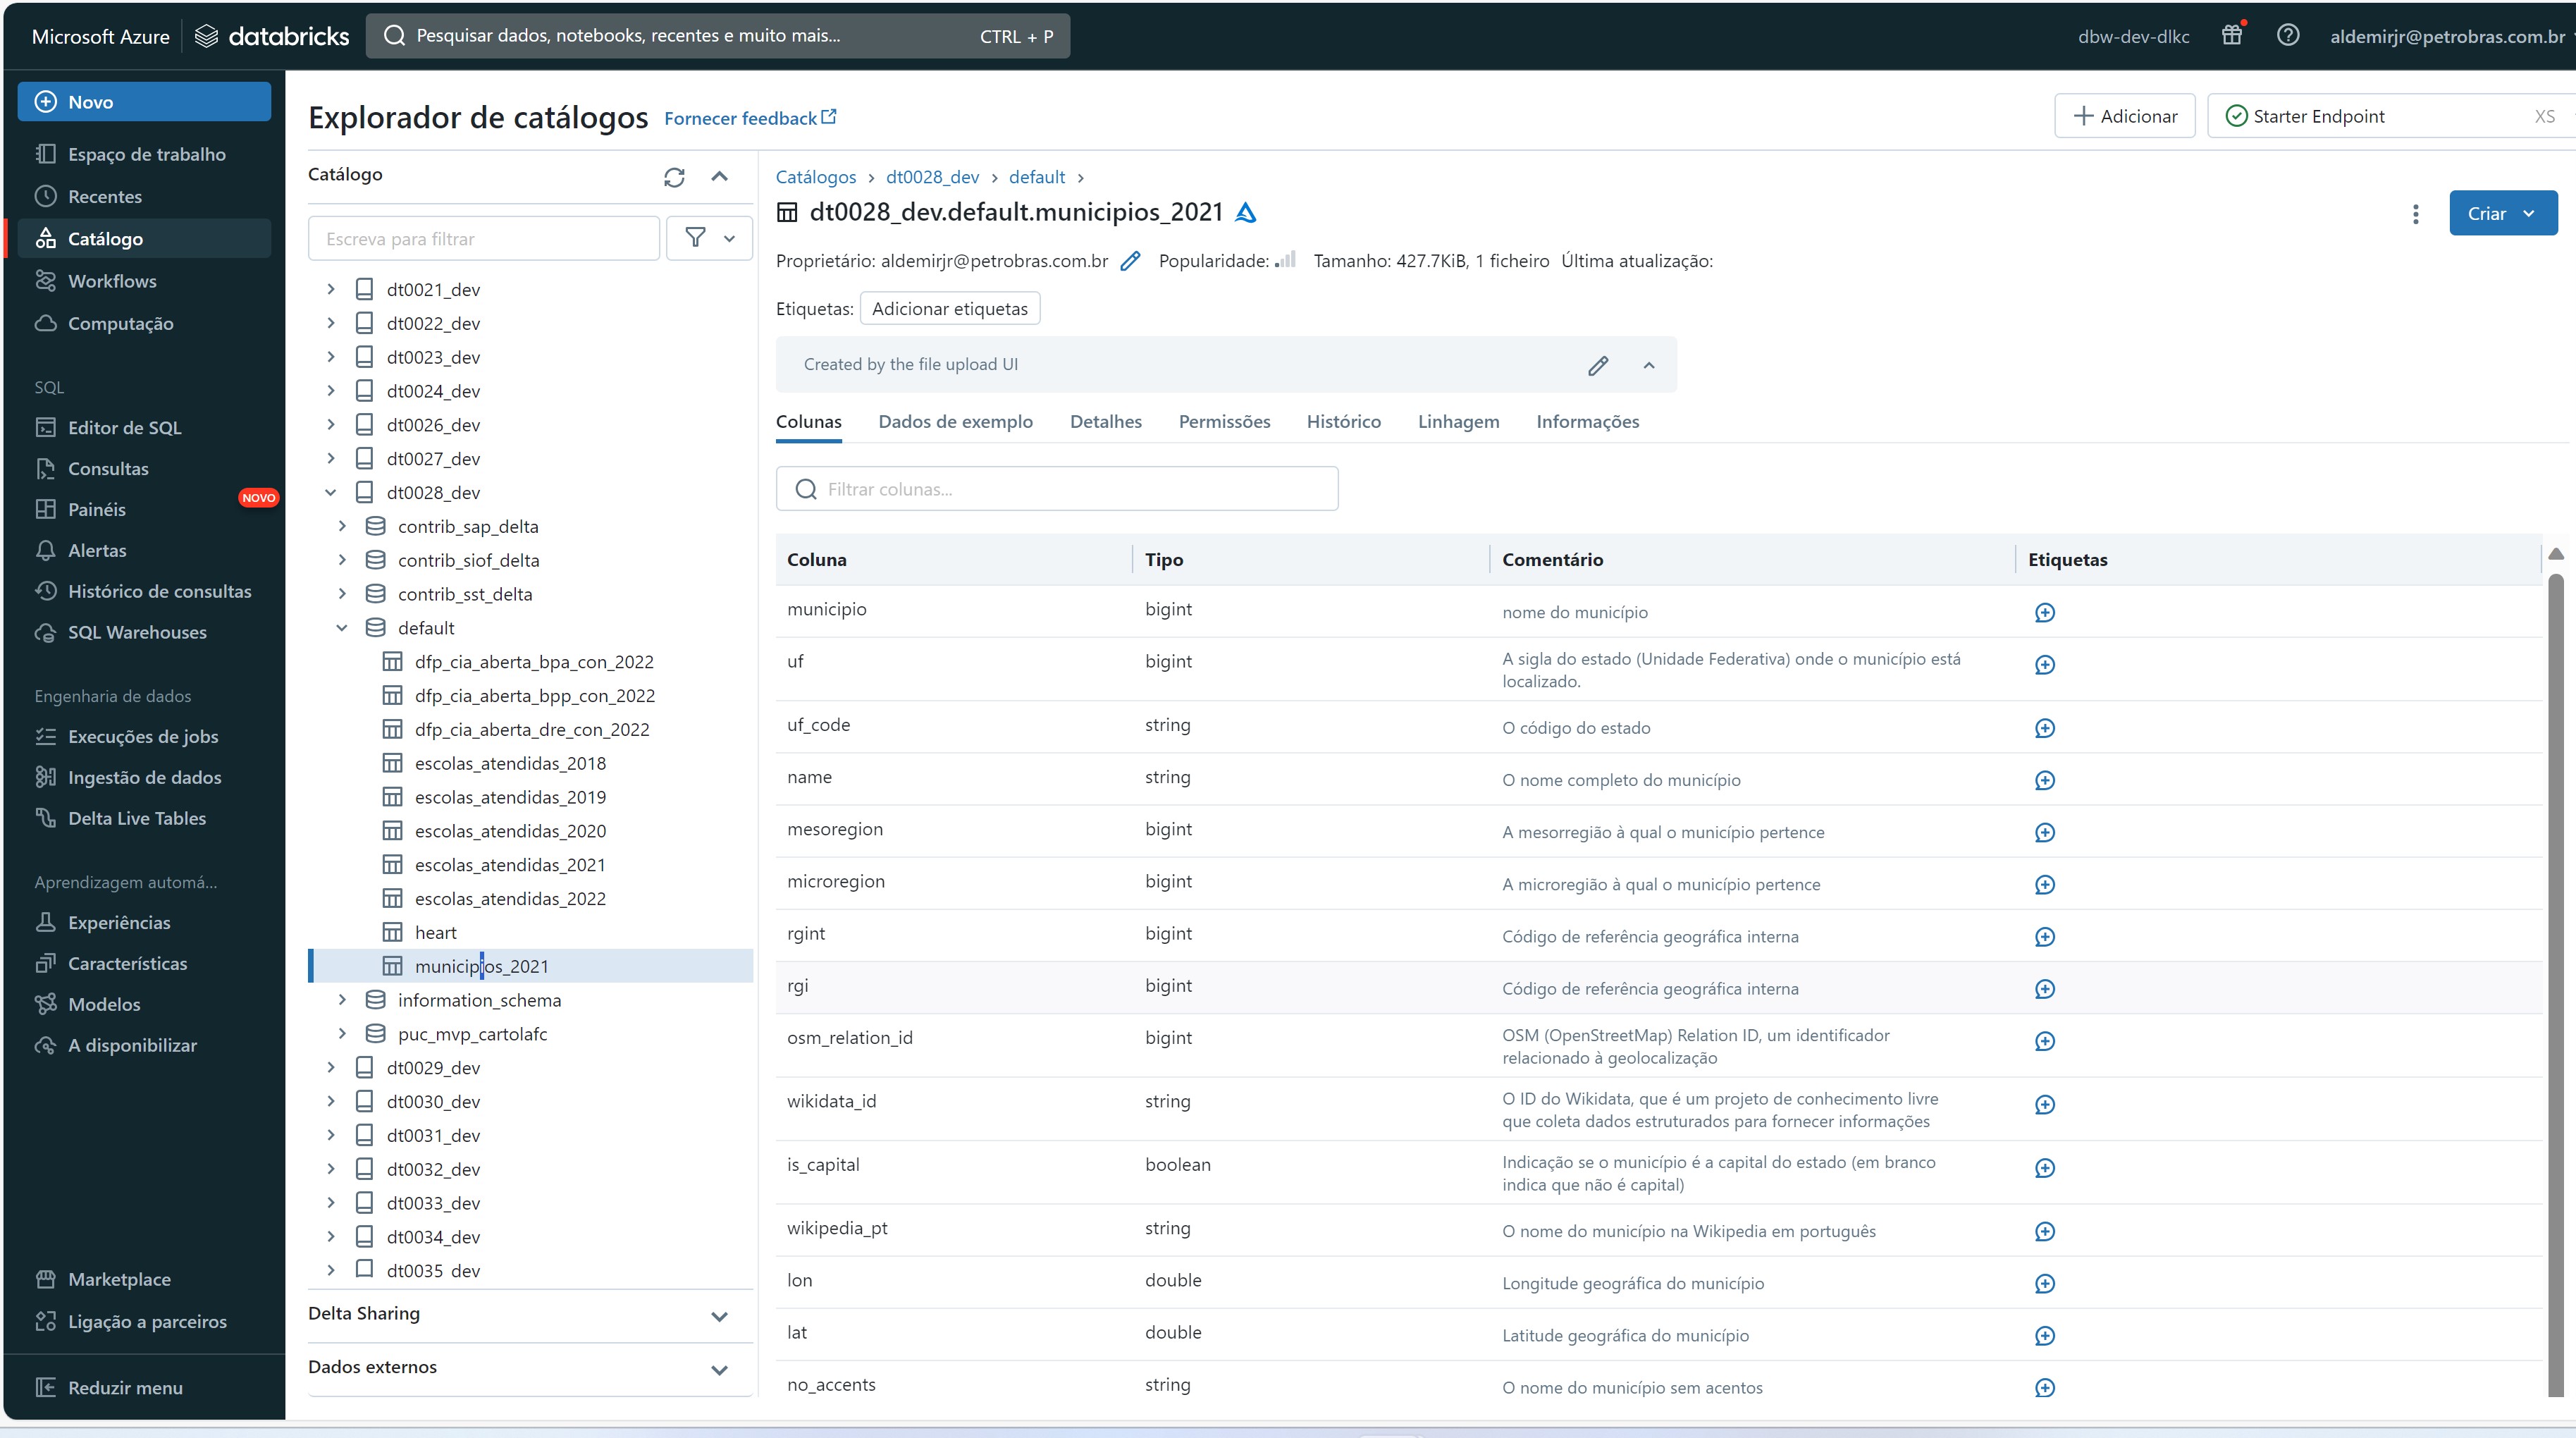 Microsoft Azure databricks Pesquisar dados, notebooks, recentes e muito mais... CTRL + P dbw-dev-dlkc aldemirjr@petrobras.com.br
Novo
Espaço de trabalho
Recentes
Catálogo
Workflows
Computação
SQL
Editor de SQL
Consultas
Painéis NOVO
Alertas
Histórico de consultas
SQL Warehouses
Engenharia de dados
Execuções de jobs
Ingestão de dados
Delta Live Tables
Aprendizagem automá...
Experiências
Características
Modelos
A disponibilizar
Marketplace
Ligação a parceiros
Reduzir menu
Explorador de catálogos Fornecer feedback
Adicionar Starter Endpoint XS
Catálogo
Escreva para filtrar
dt0021_dev
dt0022_dev
dt0023_dev
dt0024_dev
dt0026_dev
dt0027_dev
dt0028_dev
contrib_sap_delta
contrib_siof_delta
contrib_sst_delta
default
dfp_cia_aberta_bpa_con_2022
dfp_cia_aberta_bpp_con_2022
dfp_cia_aberta_dre_con_2022
escolas_atendidas_2018
escolas_atendidas_2019
escolas_atendidas_2020
escolas_atendidas_2021
escolas_atendidas_2022
heart
municipios_2021
information_schema
puc_mvp_cartolafc
dt0029_dev
dt0030_dev
dt0031_dev
dt0032_dev
dt0033_dev
dt0034_dev
dt0035 dev
Delta Sharing
Dados externos
Catálogos > dt0028_dev > default >
dt0028_dev.default.municipios_2021
Criar
Proprietário: aldemirjr@petrobras.com.br Popularidade: Tamanho: 427.7KiB, 1 ficheiro Última atualização:
Etiquetas: Adicionar etiquetas
Created by the file upload UI
Colunas Dados de exemplo Detalhes Permissões Histórico Linhagem Informações
Filtrar colunas...
Coluna Tipo Comentário Etiquetas
municipio bigint nome do município
uf bigint A sigla do estado (Unidade Federativa) onde o município está
localizado.
uf_code string O código do estado
name string O nome completo do município
mesoregion bigint A mesorregião à qual o município pertence
microregion bigint A microregião à qual o município pertence
rgint bigint Código de referência geográfica interna
rgi bigint Código de referência geográfica interna
osm_relation_id bigint OSM (OpenStreetMap) Relation ID, um identificador
relacionado à geolocalização
wikidata_id string O ID do Wikidata, que é um projeto de conhecimento livre
que coleta dados estruturados para fornecer informações
is_capital boolean Indicação se o município é a capital do estado (em branco
indica que não é capital)
wikipedia_pt string O nome do município na Wikipedia em português
lon double Longitude geográfica do município
lat double Latitude geográfica do município
no_accents string O nome do município sem acentos